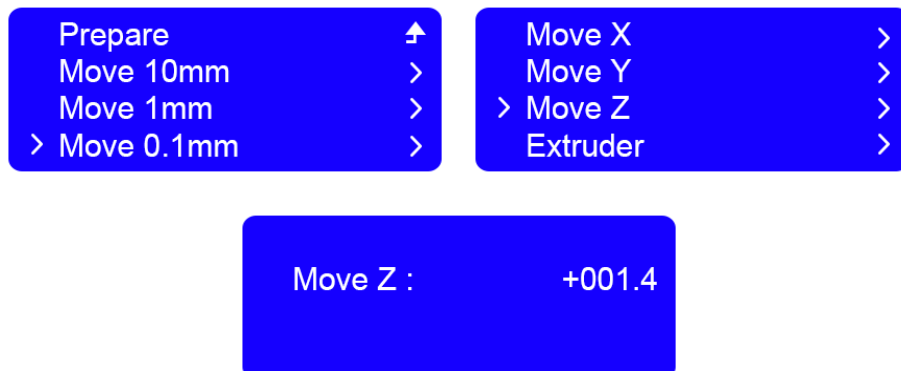 Prepare
Move 10mm >
Move 1mm >
> Move 0.1mm >
Move X >
Move Y >
> Move Z >
Extruder >
Move Z : +001.4